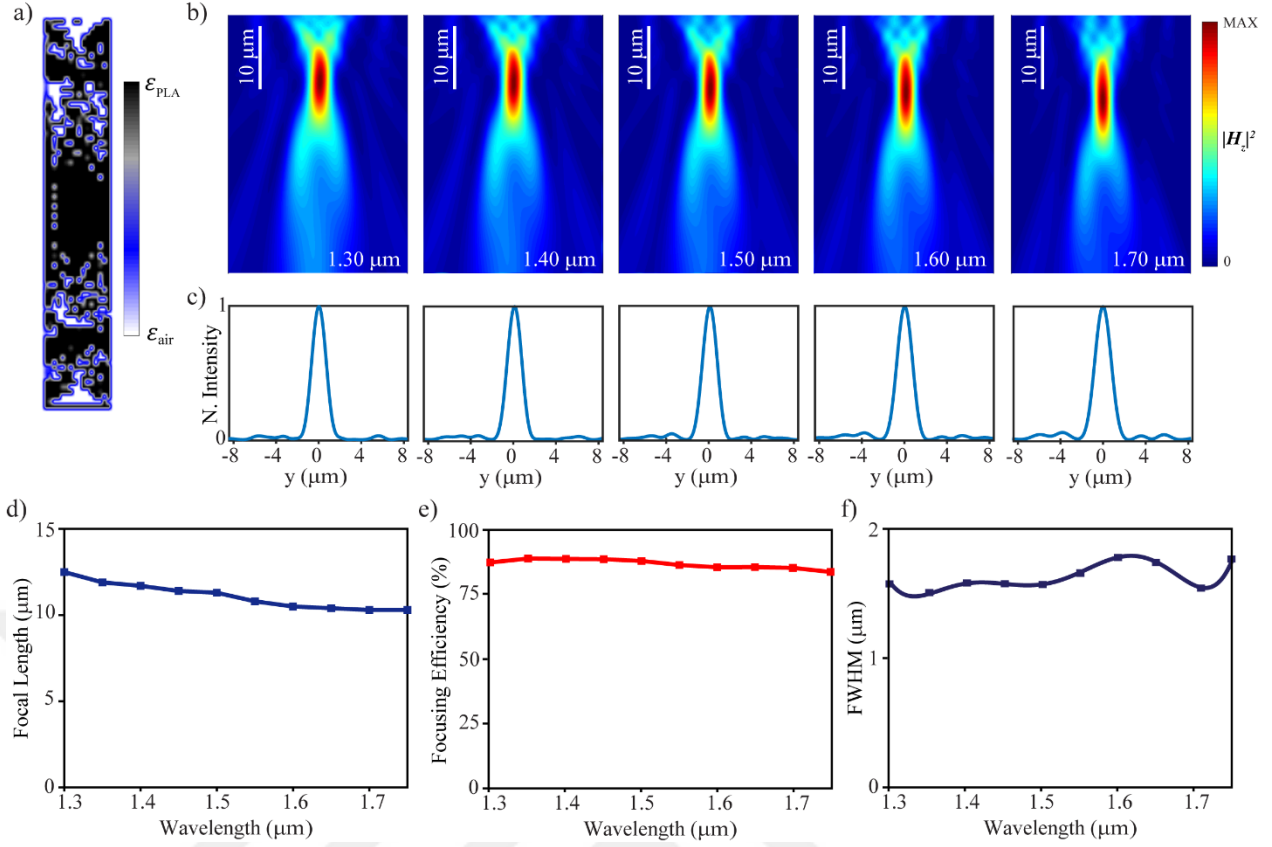 a)
ε_PLA
ε_air
b)
10 μm
10 μm
10 μm
10 μm
10 μm
1.30 μm
1.40 μm
1.50 μm
1.60 μm
1.70 μm
MAX
|H_z|²
0
c)
N. Intensity
1
0
-8 -4 0 4 8
-8 -4 0 4 8
-8 -4 0 4 8
-8 -4 0 4 8
-8 -4 0 4 8
y (μm)
y (μm)
y (μm)
y (μm)
y (μm)
d)
Focal Length (μm)
15
10
5
0
1.3 1.4 1.5 1.6 1.7
Wavelength (μm)
e)
Focusing Efficiency (%)
100
75
50
25
0
1.3 1.4 1.5 1.6 1.7
Wavelength (μm)
f)
FWHM (μm)
2
1
0
1.3 1.4 1.5 1.6 1.7
Wavelength (μm)